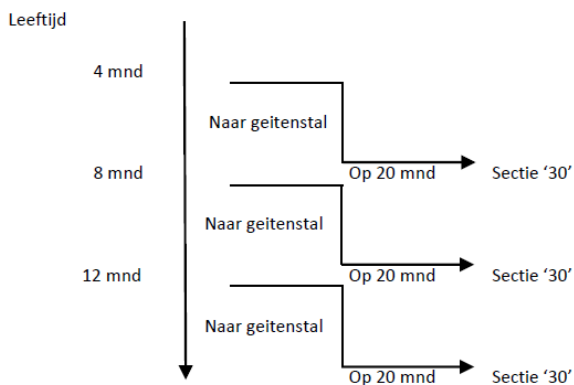 Leeftijd
4 mnd
Naar geitenstal
8 mnd
Op 20 mnd
Sectie ‘30’
Naar geitenstal
12 mnd
Op 20 mnd
Sectie ‘30’
Naar geitenstal
Op 20 mnd
Sectie ‘30’